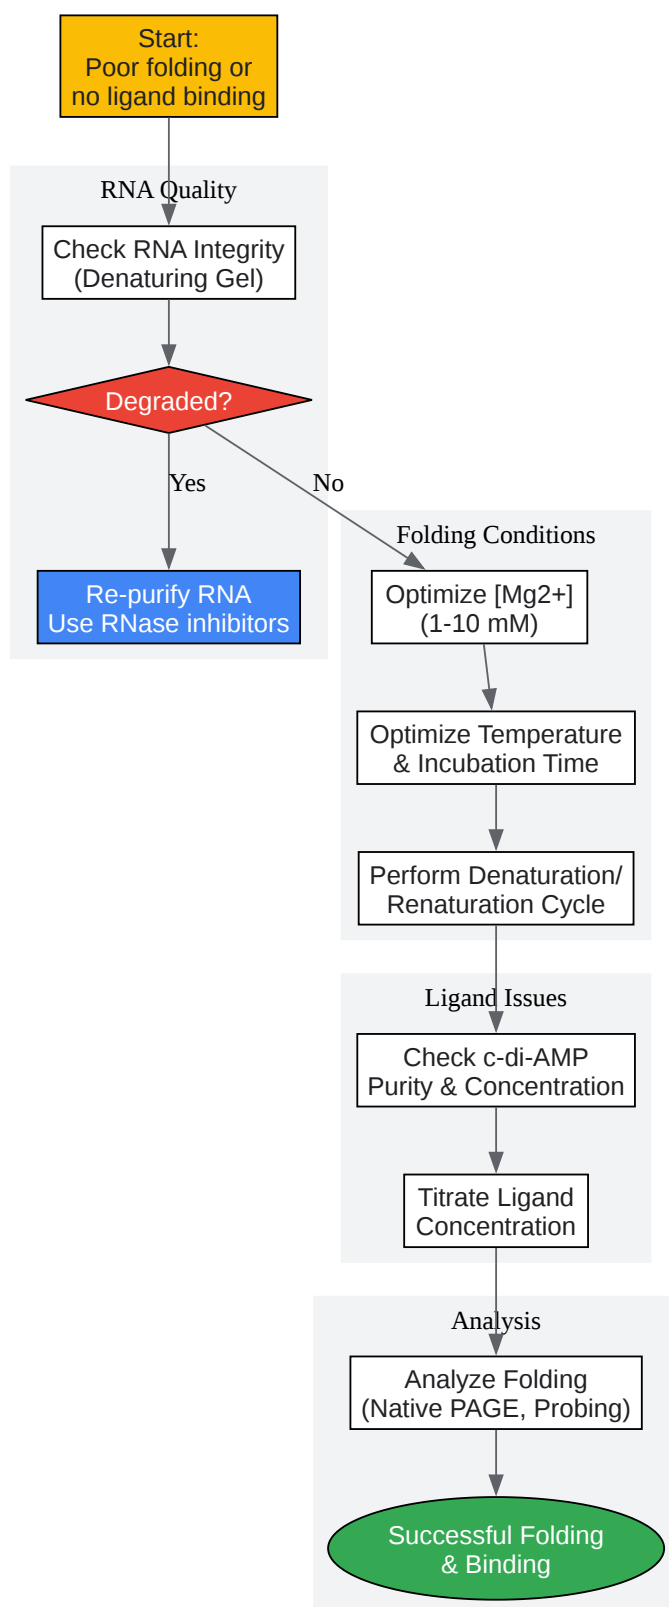 Start:
Poor folding or
no ligand binding
RNA Quality
Check RNA Integrity
(Denaturing Gel)
Degraded?
Yes
No
Re-purify RNA
Use RNase inhibitors
Folding Conditions
Optimize [Mg2+]
(1-10 mM)
Optimize Temperature
& Incubation Time
Perform Denaturation/
Renaturation Cycle
Ligand Issues
Check c-di-AMP
Purity & Concentration
Titrate Ligand
Concentration
Analysis
Analyze Folding
(Native PAGE, Probing)
Successful Folding
& Binding